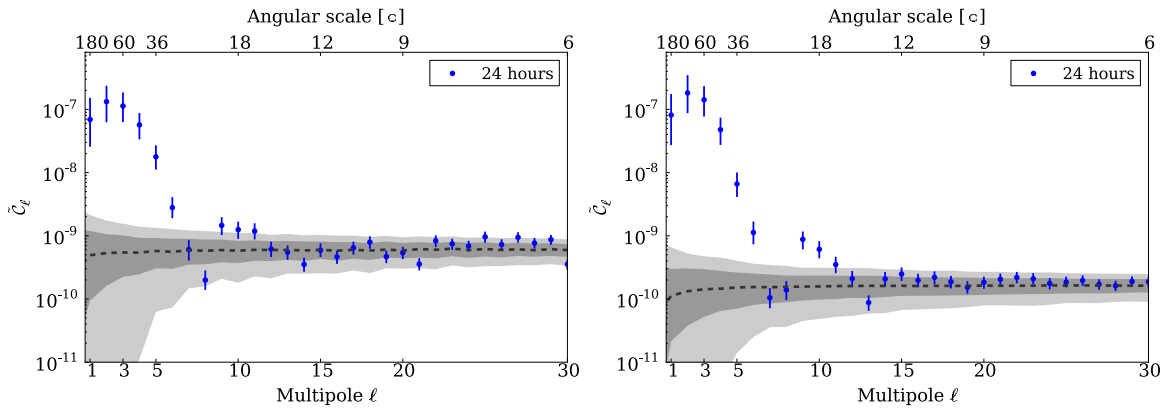 Angular scale [ c]
180 60 36 18 12 9 6
24 hours
10^-7
10^-8
10^-9
10^-10
10^-11
C̃ℓ
1 3 5 10 15 20 30
Multipole ℓ
Angular scale [ c]
180 60 36 18 12 9 6
24 hours
10^-7
10^-8
10^-9
10^-10
10^-11
C̃ℓ
1 3 5 10 15 20 30
Multipole ℓ